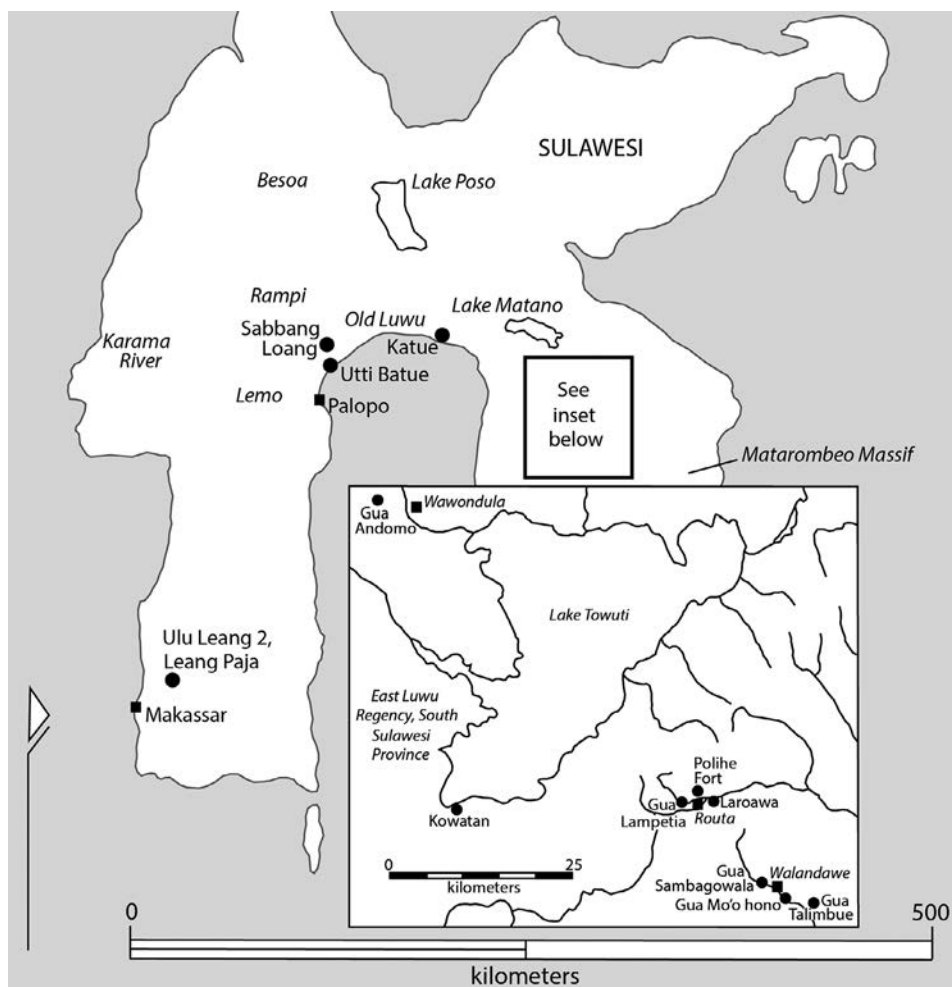 SULAWESI
Besoa
Lake Poso
Rampi
Old Luwu
Lake Matano
Sabbang
Loang
Katue
Karama
River
Utti Batue
Lemo
Palopo
See
inset
below
Matarombeo Massif
Ulu Leang 2,
Leang Paja
Makassar
Gua
Andomo
Wawondula
Lake Towuti
East Luwu
Regency, South
Sulawesi
Province
Polihe
Fort
Gua
Lampetia
Laroawa
Routa
Kowatan
0 25
kilometers
Gua
Sambagowala
Walandawe
Gua Mo'o hono
Gua
Talimbue
0 500
kilometers